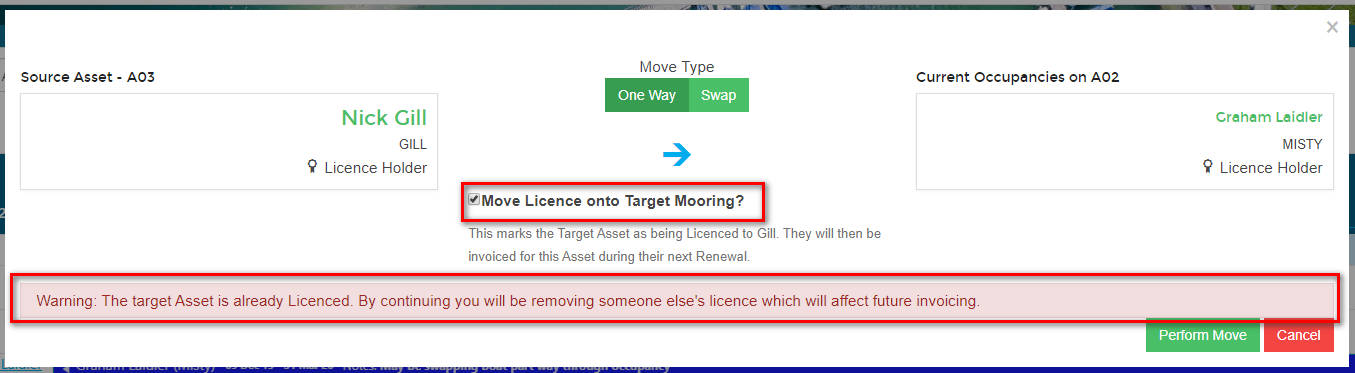 ×
Source Asset - A03
Move Type
Current Occupancies on A02
One Way Swap
Nick Gill
GILL
Licence Holder
Graham Laidler
MISTY
Licence Holder
Move Licence onto Target Mooring?
This marks the Target Asset as being Licenced to Gill. They will then be
invoiced for this Asset during their next Renewal.
Warning: The target Asset is already Licenced. By continuing you will be removing someone else's licence which will affect future invoicing.
Perform Move Cancel
Laidler Graham Laidler (Misty) Notes: May be swapping boat part way through occupancy